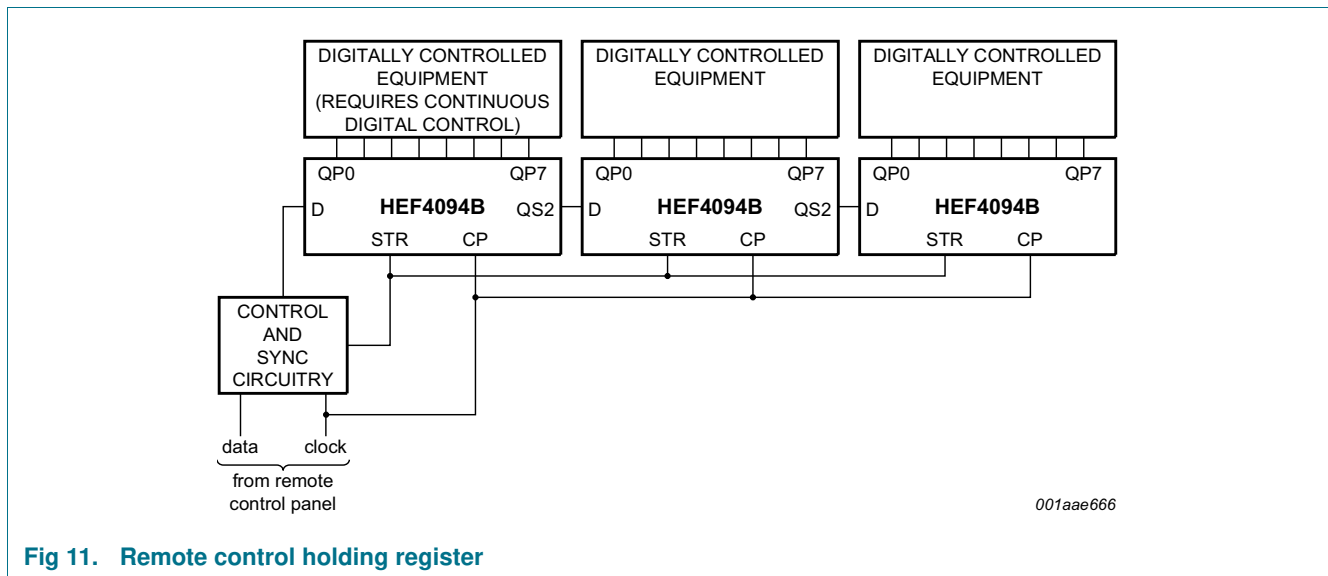 DIGITALLY CONTROLLED
EQUIPMENT
(REQUIRES CONTINUOUS
DIGITAL CONTROL)
DIGITALLY CONTROLLED
EQUIPMENT
DIGITALLY CONTROLLED
EQUIPMENT
QP0 QP7
D HEF4094B QS2
STR CP
QP0 QP7
D HEF4094B QS2
STR CP
QP0 QP7
D HEF4094B
STR CP
CONTROL
AND
SYNC
CIRCUITRY
data clock
from remote
control panel
001aae666
Fig 11. Remote control holding register